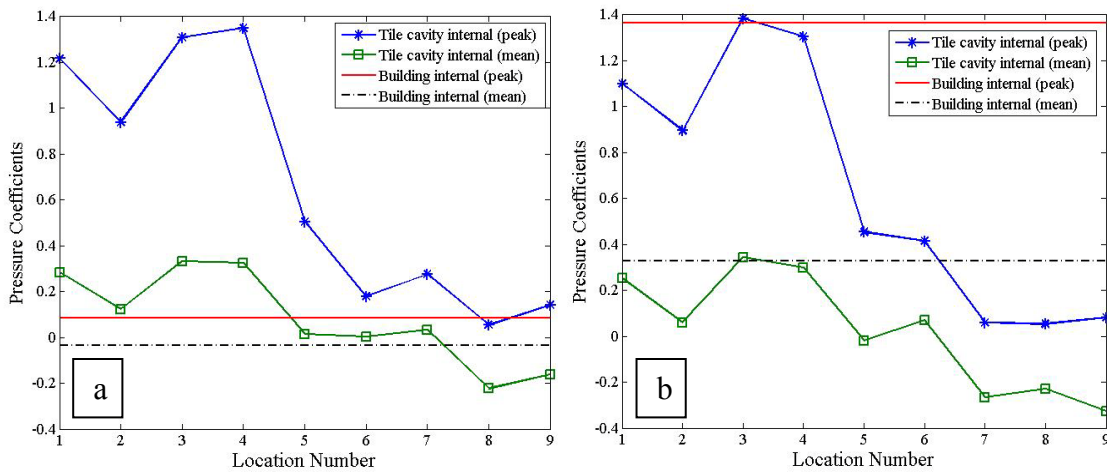 1.4
1.2
1
0.8
0.6
0.4
0.2
0
-0.2
-0.4
Pressure Coefficients
Tile cavity internal (peak)
Tile cavity internal (mean)
Building internal (peak)
Building internal (mean)
a
1 2 3 4 5 6 7 8 9
Location Number
1.4
1.2
1
0.8
0.6
0.4
0.2
0
-0.2
-0.4
Pressure Coefficients
Tile cavity internal (peak)
Tile cavity internal (mean)
Building internal (peak)
Building internal (mean)
b
1 2 3 4 5 6 7 8 9
Location Number